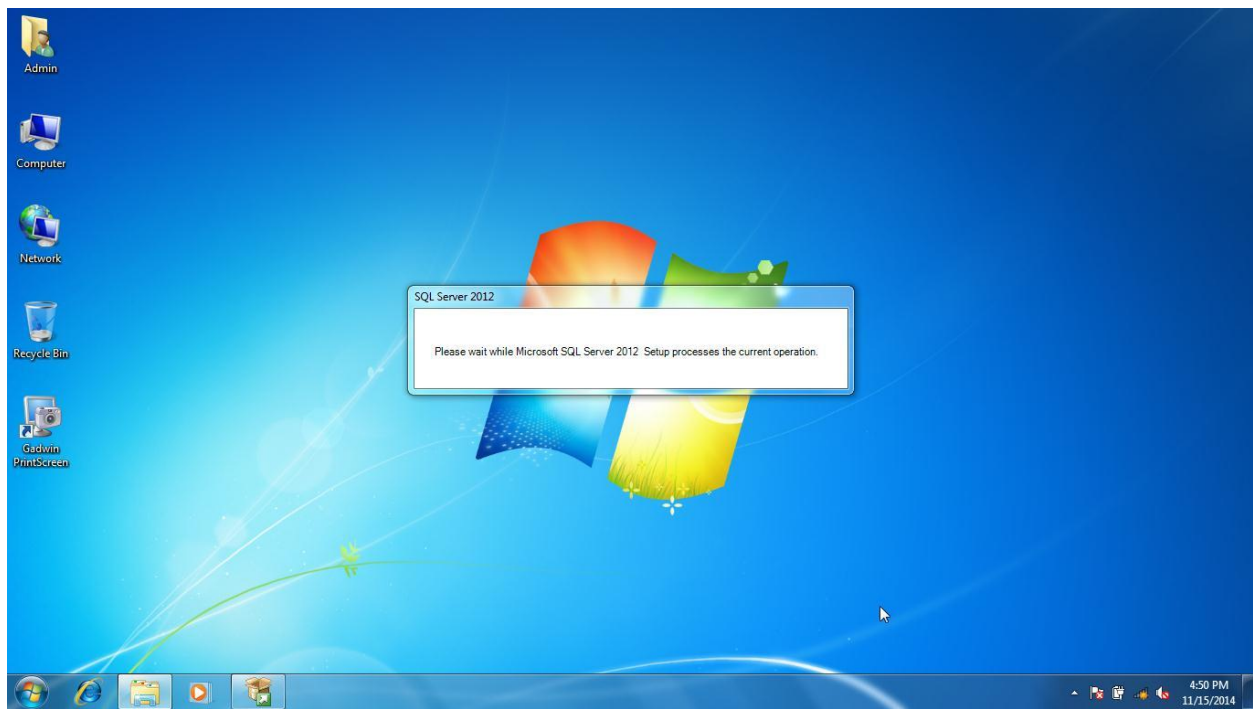 Admin
Computer
Network
Recycle Bin
Gadwin
PrintScreen
SQL Server 2012
Please wait while Microsoft SQL Server 2012  Setup processes the current operation.
4:50 PM
11/15/2014